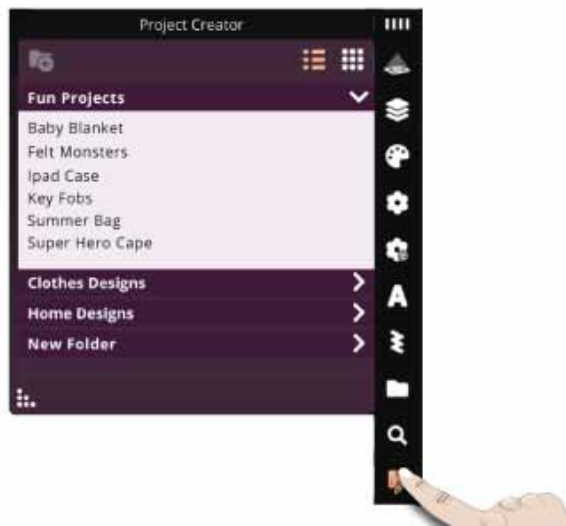 Project Creator
Fun Projects
Baby Blanket
Felt Monsters
Ipad Case
Key Fobs
Summer Bag
Super Hero Cape
Clothes Designs
Home Designs
New Folder
A